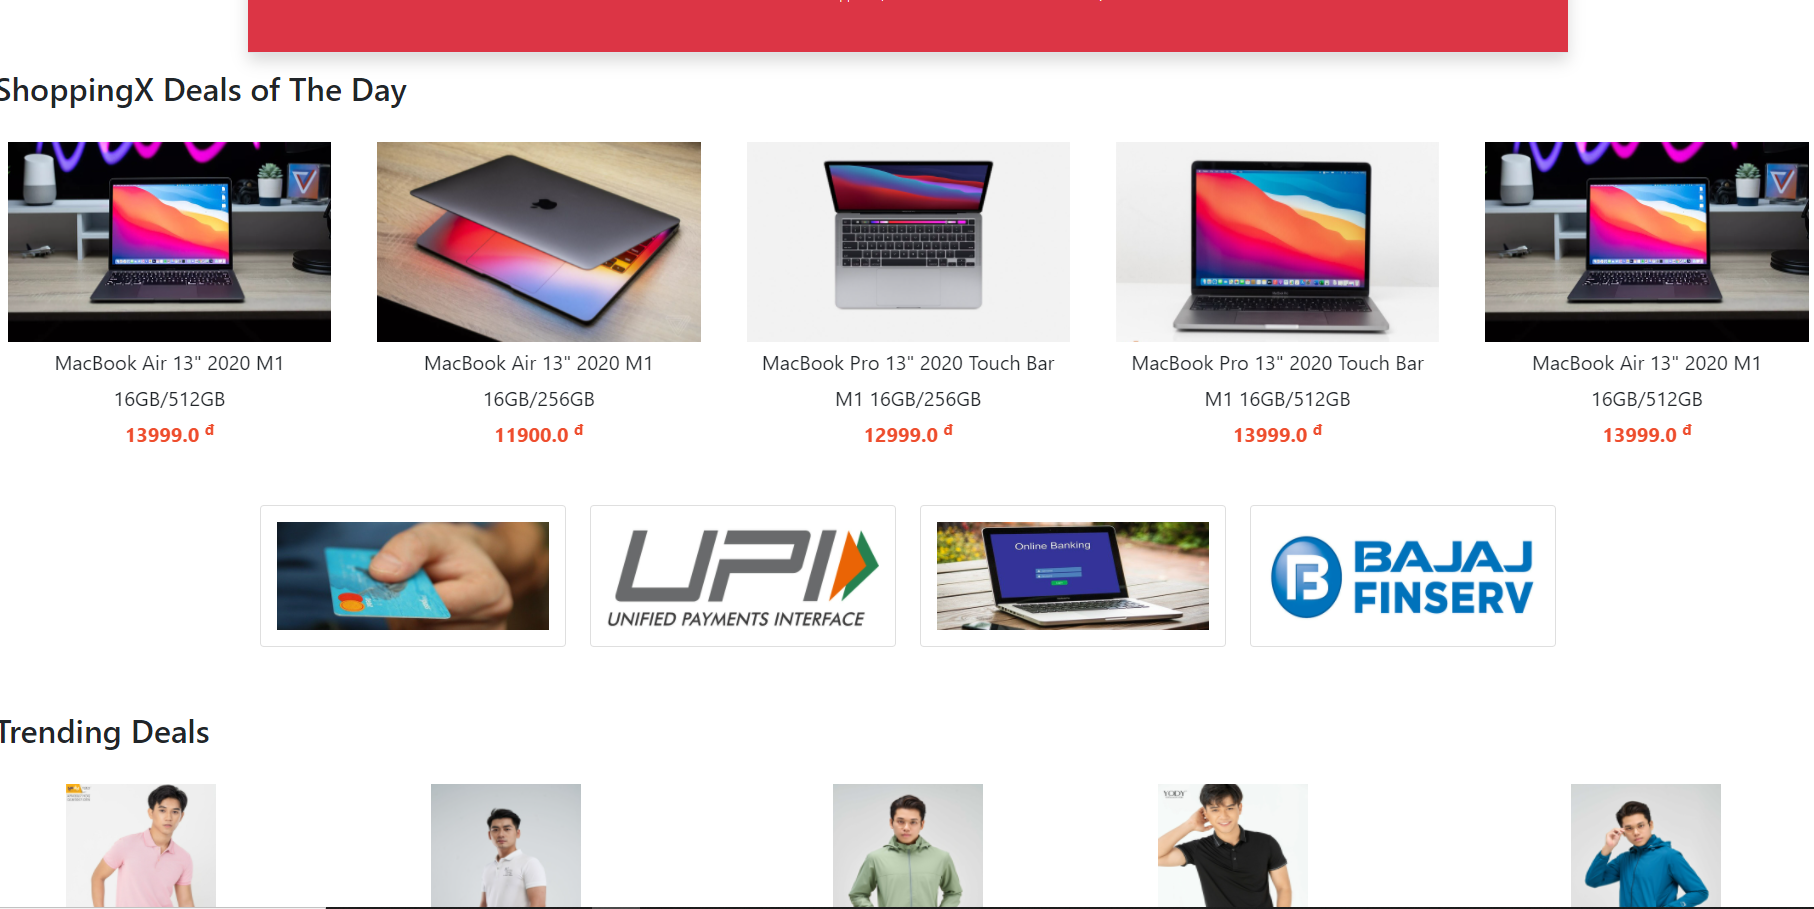 ShoppingX Deals of The Day
MacBook Air 13" 2020 M1
16GB/512GB
13999.0 đ
MacBook Air 13" 2020 M1
16GB/256GB
11900.0 đ
MacBook Pro 13" 2020 Touch Bar
M1 16GB/256GB
12999.0 đ
MacBook Pro 13" 2020 Touch Bar
M1 16GB/512GB
13999.0 đ
MacBook Air 13" 2020 M1
16GB/512GB
13999.0 đ
UPI
UNIFIED PAYMENTS INTERFACE
Online Banking
BAJAJ
FINSERV
Trending Deals
YODY